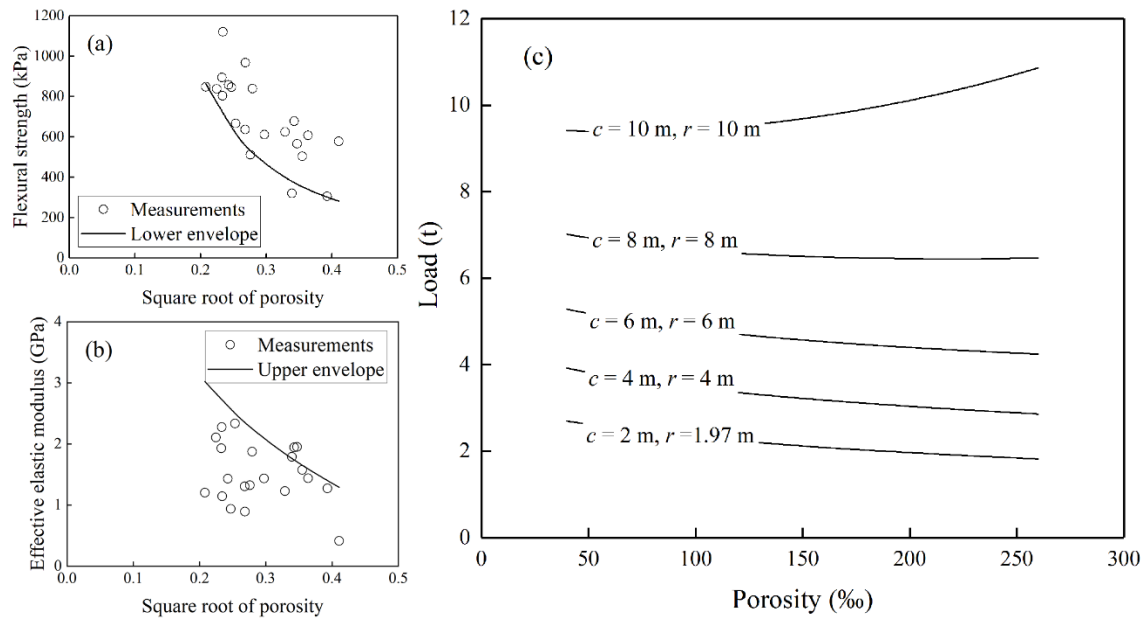 (a)
1200
1000
800
600
400
200
0
Flexural strength (kPa)
Measurements
Lower envelope
0.0 0.1 0.2 0.3 0.4 0.5
Square root of porosity
(b)
4
3
2
1
0
Effective elastic modulus (GPa)
Measurements
Upper envelope
0.0 0.1 0.2 0.3 0.4 0.5
Square root of porosity
(c)
12
10
8
6
4
2
0
Load (t)
c = 10 m, r = 10 m
c = 8 m, r = 8 m
c = 6 m, r = 6 m
c = 4 m, r = 4 m
c = 2 m, r =1.97 m
0 50 100 150 200 250 300
Porosity (‰)